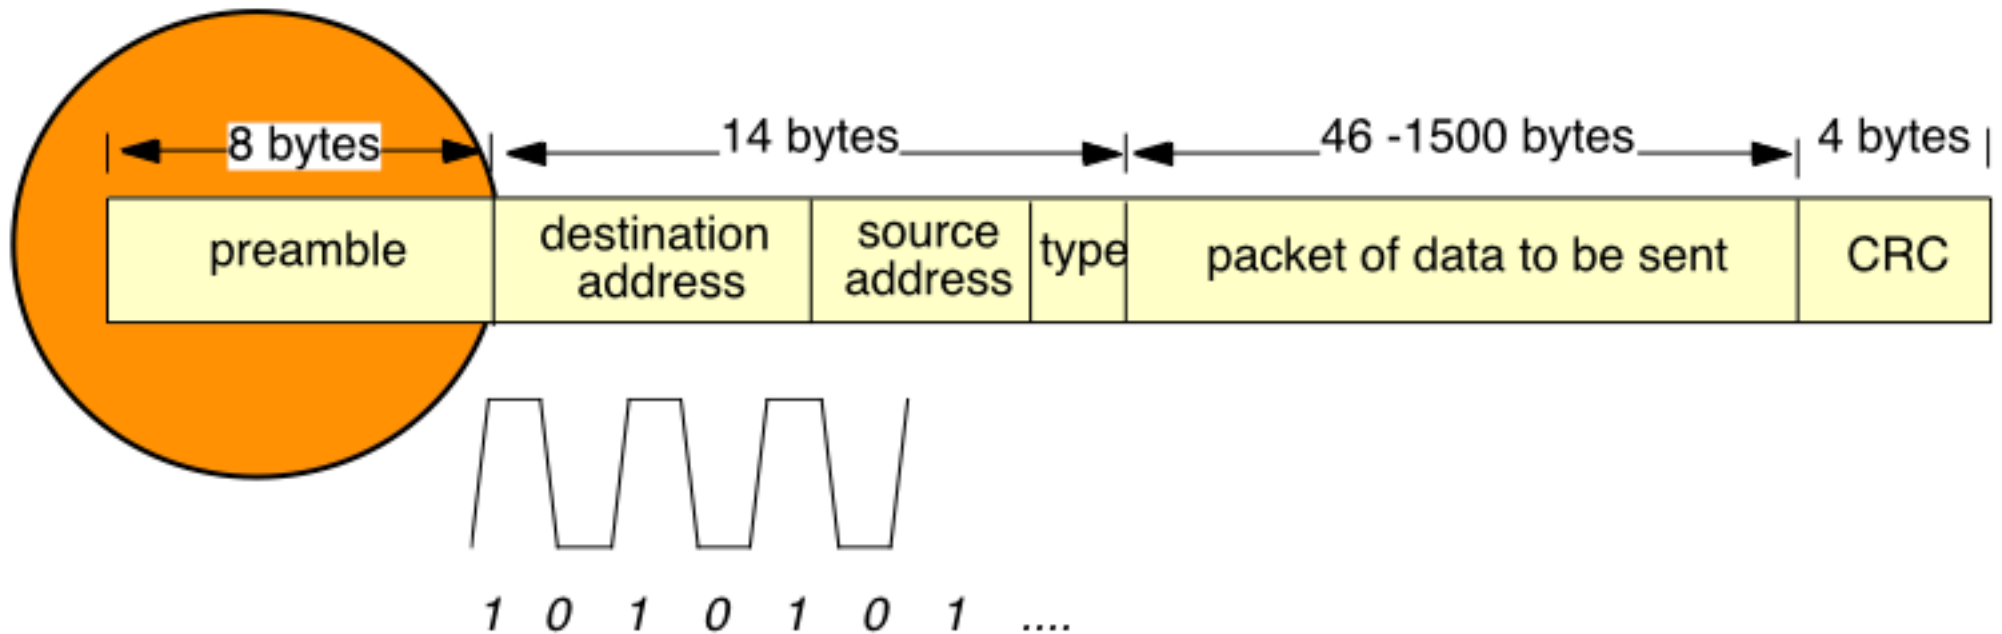 8 bytes
14 bytes
46 -1500 bytes
4 bytes
preamble
destination
address
source
address
type
packet of data to be sent
CRC
1 0 1 0 1 0 1 ....